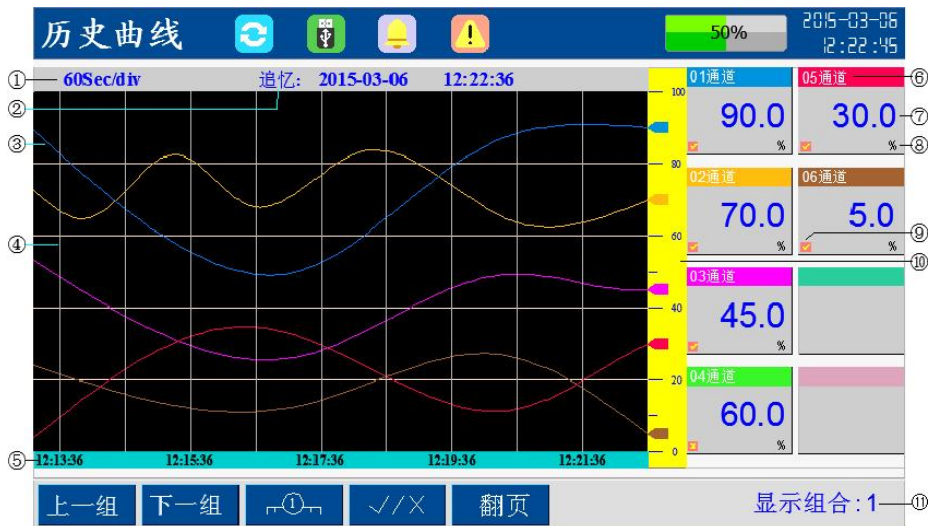 历史曲线
50%
2015-03-06
12:22:45
① 60Sec/div 追忆: 2015-03-06 12:22:36
②
③
④
⑤
100
80
60
40
20
0
12:13:36 12:15:36 12:17:36 12:19:36 12:21:36
01通道
90.0
%
05通道 ⑥
30.0 ⑦
% ⑧
02通道
70.0
%
06通道
5.0
% ⑨
⑩
03通道
45.0
%
04通道
60.0
%
上一组 下一组 ① √//X 翻页 显示组合:1 ⑪